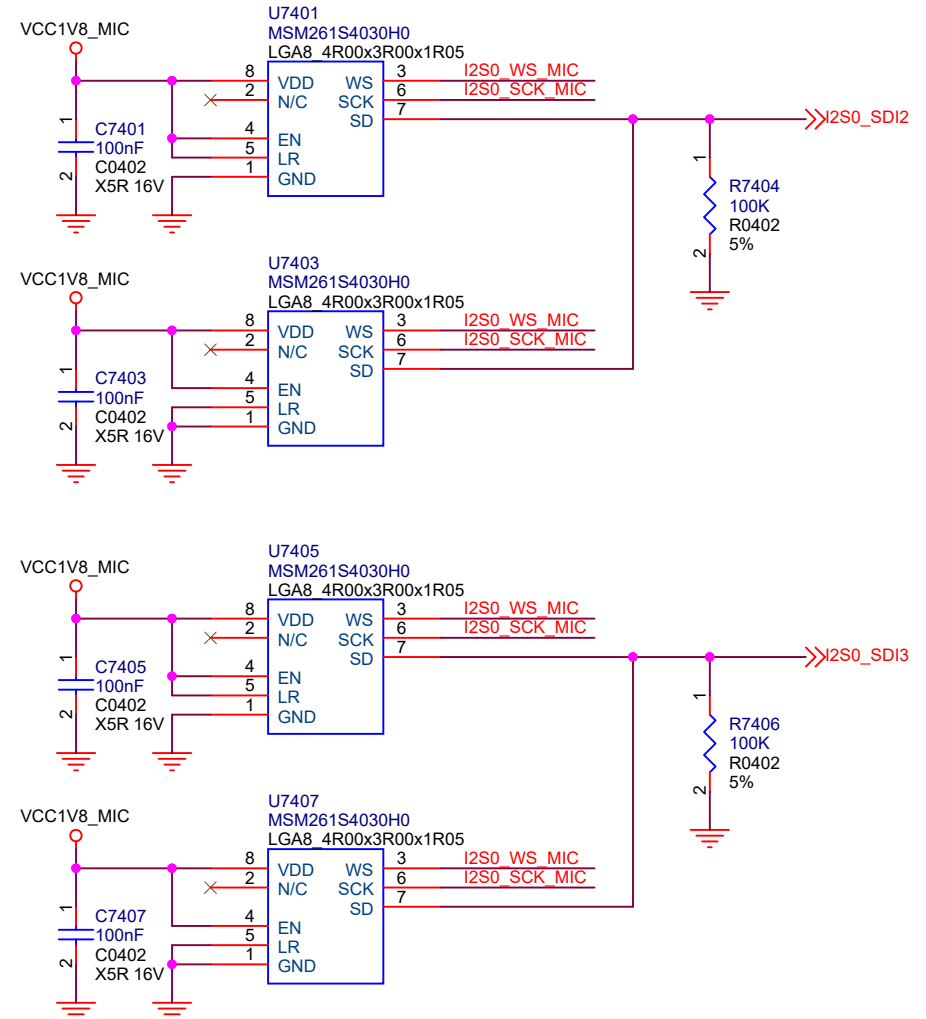 U7401
MSM261S4030H0
LGA8_4R00x3R00x1R05
VCC1V8_MIC
8 VDD WS 3 I2S0_WS_MIC
2 N/C SCK 6 I2S0_SCK_MIC
SD 7 I2S0_SDI2
4 EN
5 LR
1 GND
1
C7401
100nF
C0402
X5R 16V
2
1
R7404
100K
R0402
5%
2
U7403
MSM261S4030H0
LGA8_4R00x3R00x1R05
VCC1V8_MIC
8 VDD WS 3 I2S0_WS_MIC
2 N/C SCK 6 I2S0_SCK_MIC
SD 7
4 EN
5 LR
1 GND
1
C7403
100nF
C0402
X5R 16V
2
U7405
MSM261S4030H0
LGA8_4R00x3R00x1R05
VCC1V8_MIC
8 VDD WS 3 I2S0_WS_MIC
2 N/C SCK 6 I2S0_SCK_MIC
SD 7 I2S0_SDI3
4 EN
5 LR
1 GND
1
C7405
100nF
C0402
X5R 16V
2
1
R7406
100K
R0402
5%
2
U7407
MSM261S4030H0
LGA8_4R00x3R00x1R05
VCC1V8_MIC
8 VDD WS 3 I2S0_WS_MIC
2 N/C SCK 6 I2S0_SCK_MIC
SD 7
4 EN
5 LR
1 GND
1
C7407
100nF
C0402
X5R 16V
2